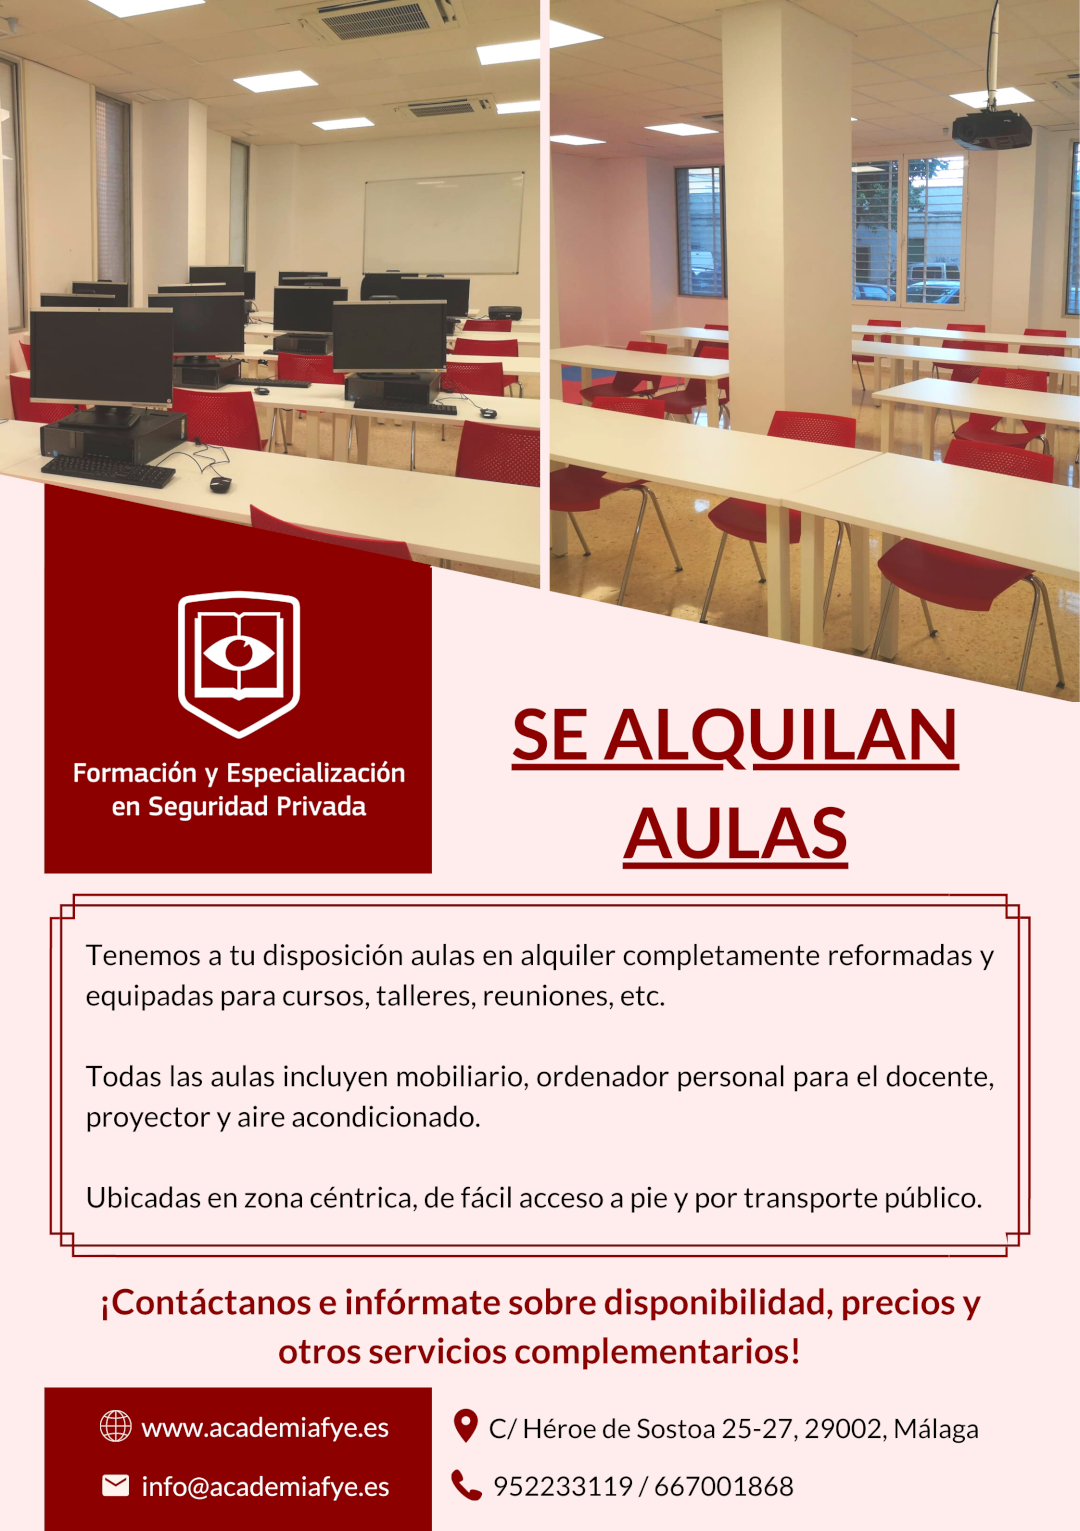 Formación y Especialización
en Seguridad Privada
SE ALQUILAN
AULAS
Tenemos a tu disposición aulas en alquiler completamente reformadas y
equipadas para cursos, talleres, reuniones, etc.
Todas las aulas incluyen mobiliario, ordenador personal para el docente,
proyector y aire acondicionado.
Ubicadas en zona céntrica, de fácil acceso a pie y por transporte público.
¡Contáctanos e infórmate sobre disponibilidad, precios y
otros servicios complementarios!
www.academiafye.es
info@academiafye.es
C/ Héroe de Sostoa 25-27, 29002, Málaga
952233119 / 667001868